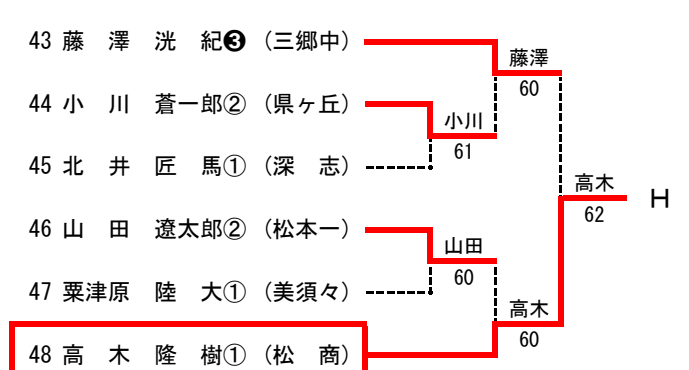 43 藤 澤 洸 紀❸ (三郷中)
藤澤
60
44 小 川 蒼一郎② (県ヶ丘)
小川
61
45 北 井 匠 馬① (深 志)
高木
62
H
46 山 田 遼太郎② (松本一)
山田
60
47 粟津原 陸 大① (美須々)
高木
60
48 高 木 隆 樹① (松 商)